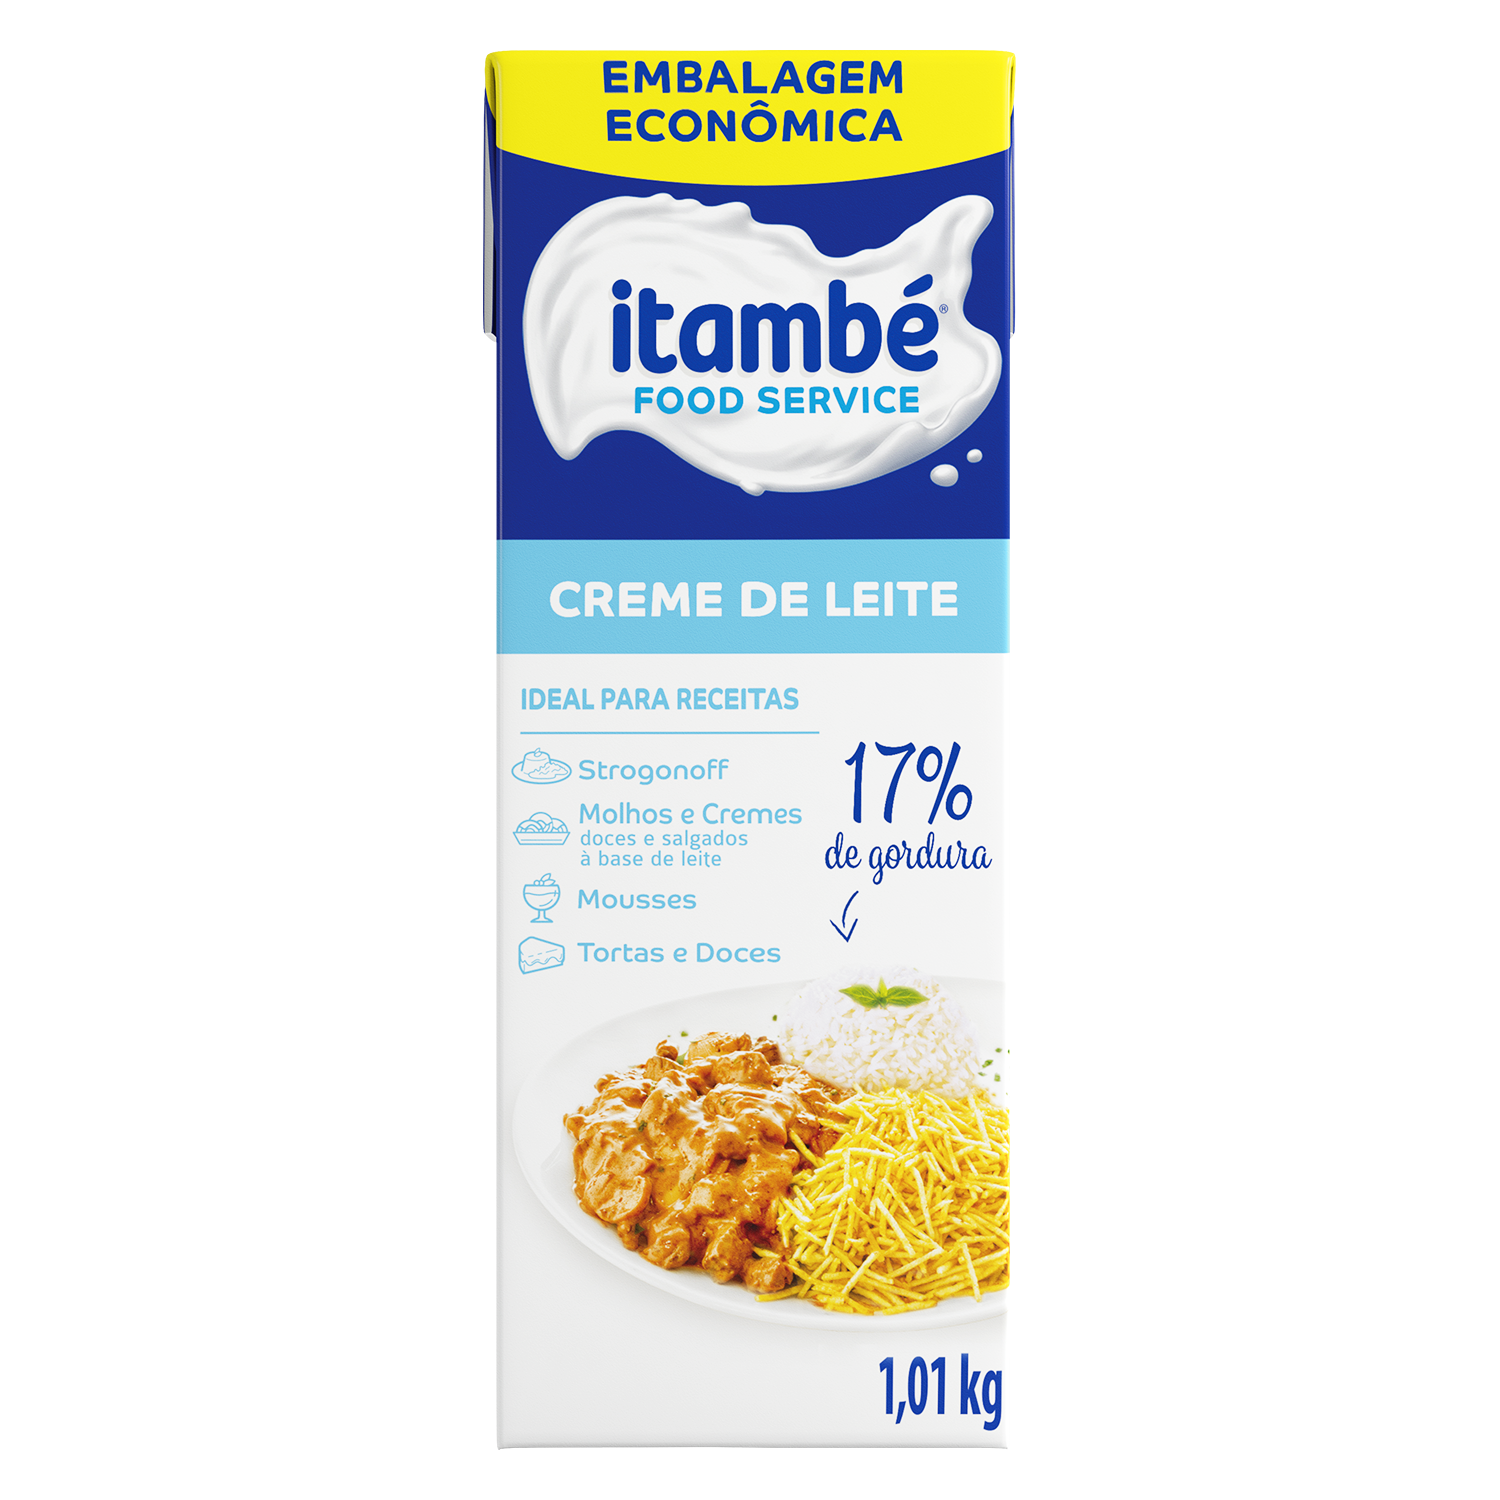 EMBALAGEM
ECONÔMICA
itambé®
FOOD SERVICE
CREME DE LEITE
IDEAL PARA RECEITAS
Strogonoff
Molhos e Cremes
doces e salgados
à base de leite
Mousses
Tortas e Doces
17%
de gordura
1,01 kg